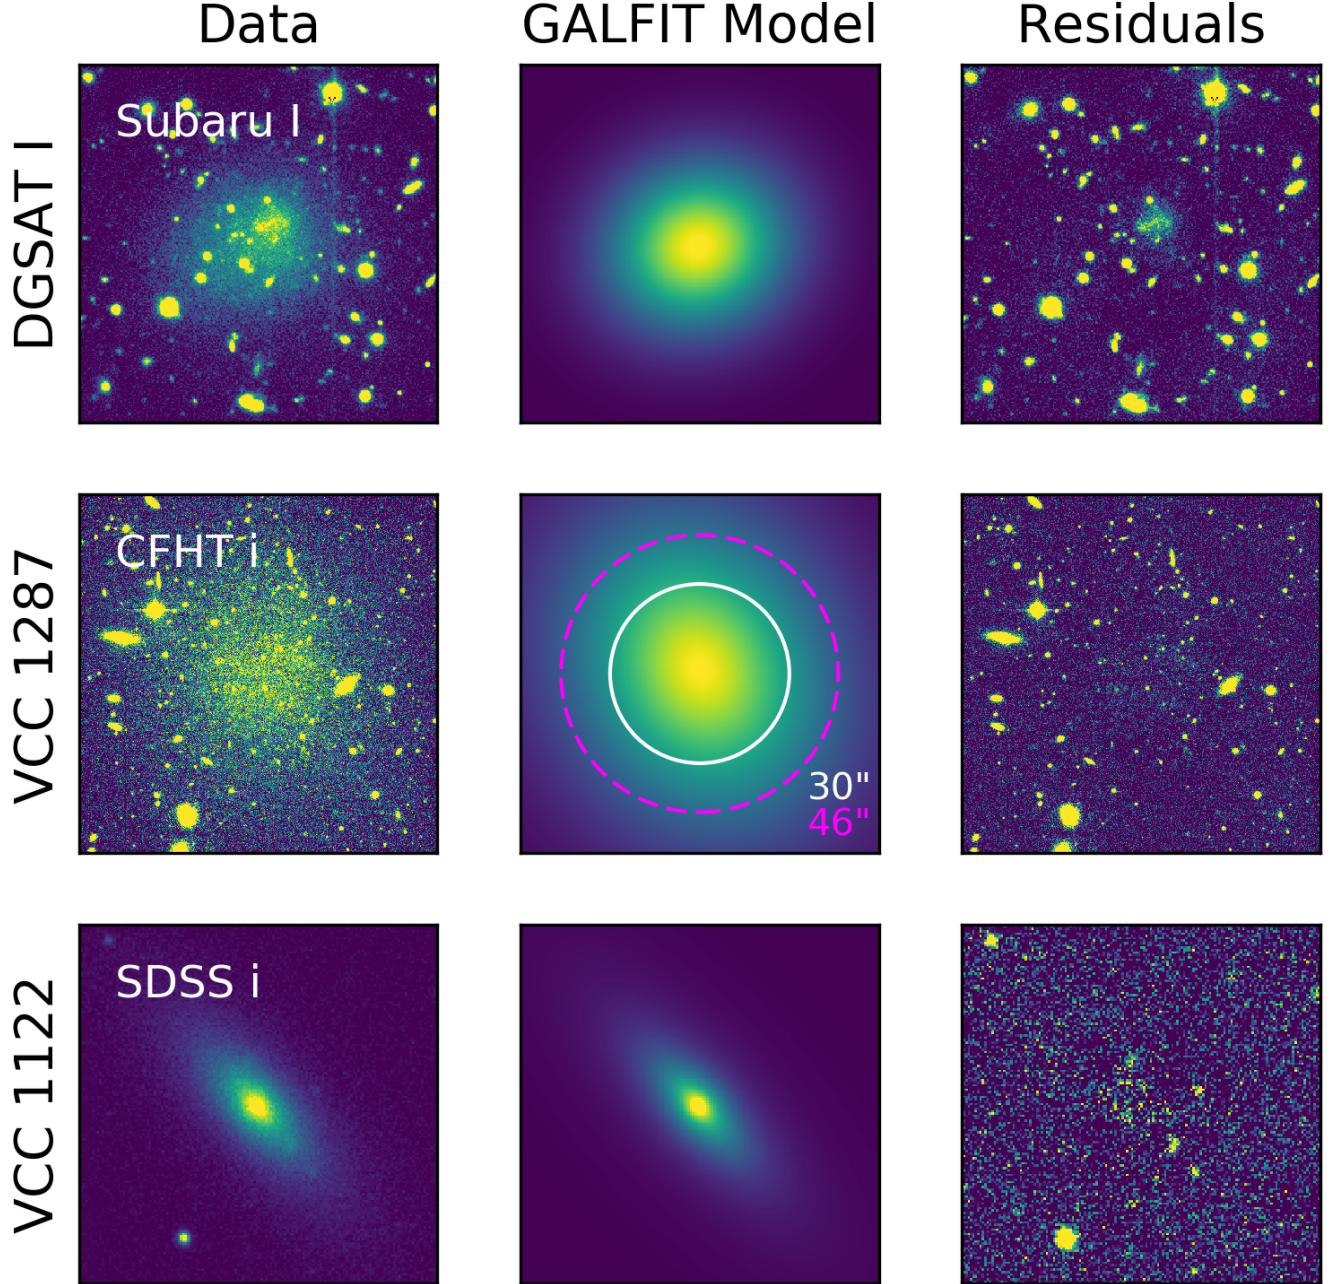 Data GALFIT Model Residuals
DGSAT I
Subaru I
VCC 1287
CFHT i
30"
46"
VCC 1122
SDSS i